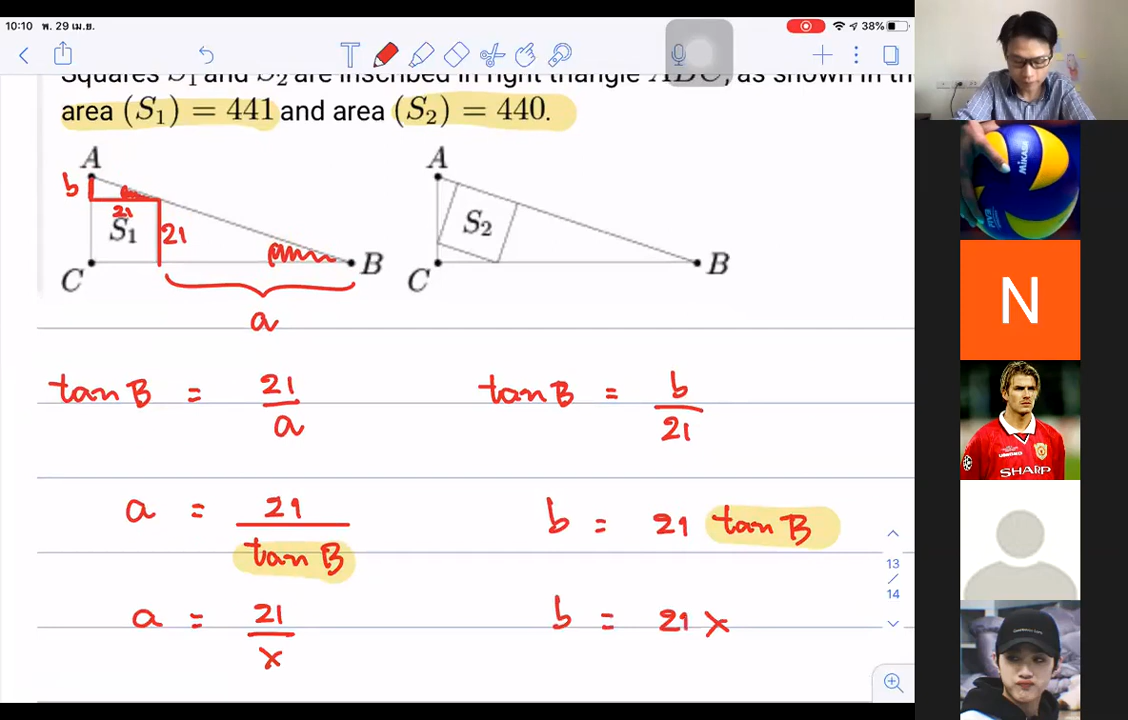 10:10 พ. 29 เม.ย.
38%
T
Squares S₁ and S₂ are inscribed in right triangle ABC, as shown in th
area (S₁) = 441 and area (S₂) = 440.
A
b
21
S₁
21
C
B
a
A
S₂
C
B
tan B = 21/a
tan B = b/21
a = 21/tan B
b = 21 tan B
a = 21/x
b = 21x
13
/
14
MIKASA
N
SHARP